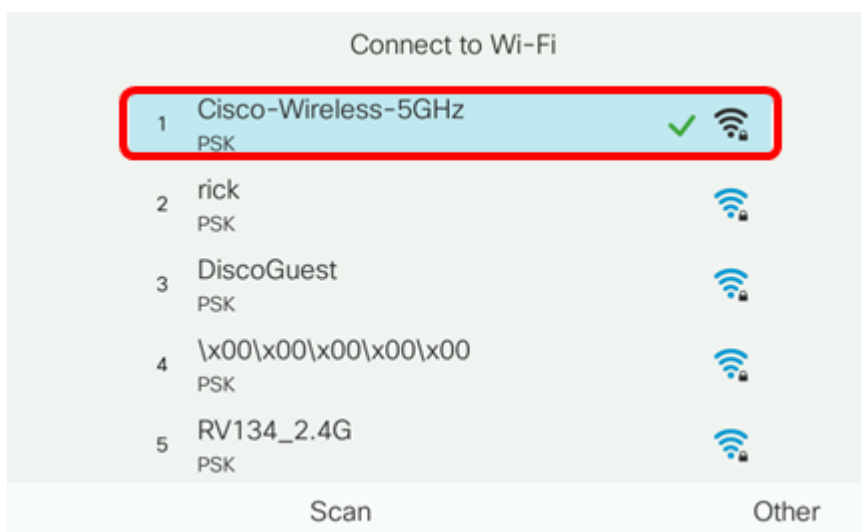 Connect to Wi-Fi
1 Cisco-Wireless-5GHz
PSK
2 rick
PSK
3 DiscoGuest
PSK
4 \x00\x00\x00\x00\x00
PSK
5 RV134_2.4G
PSK
Scan Other